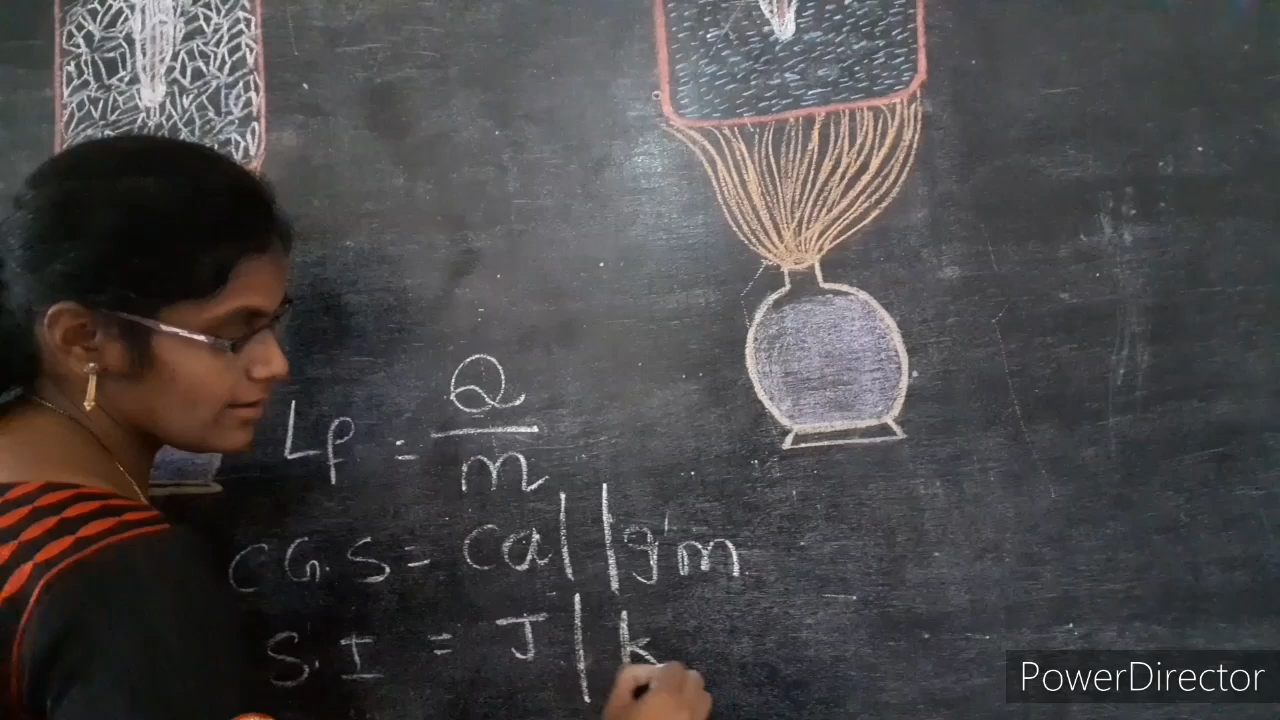 Lf = Q/m
C G. S = Cal/gm
S. I = J/k
PowerDirector